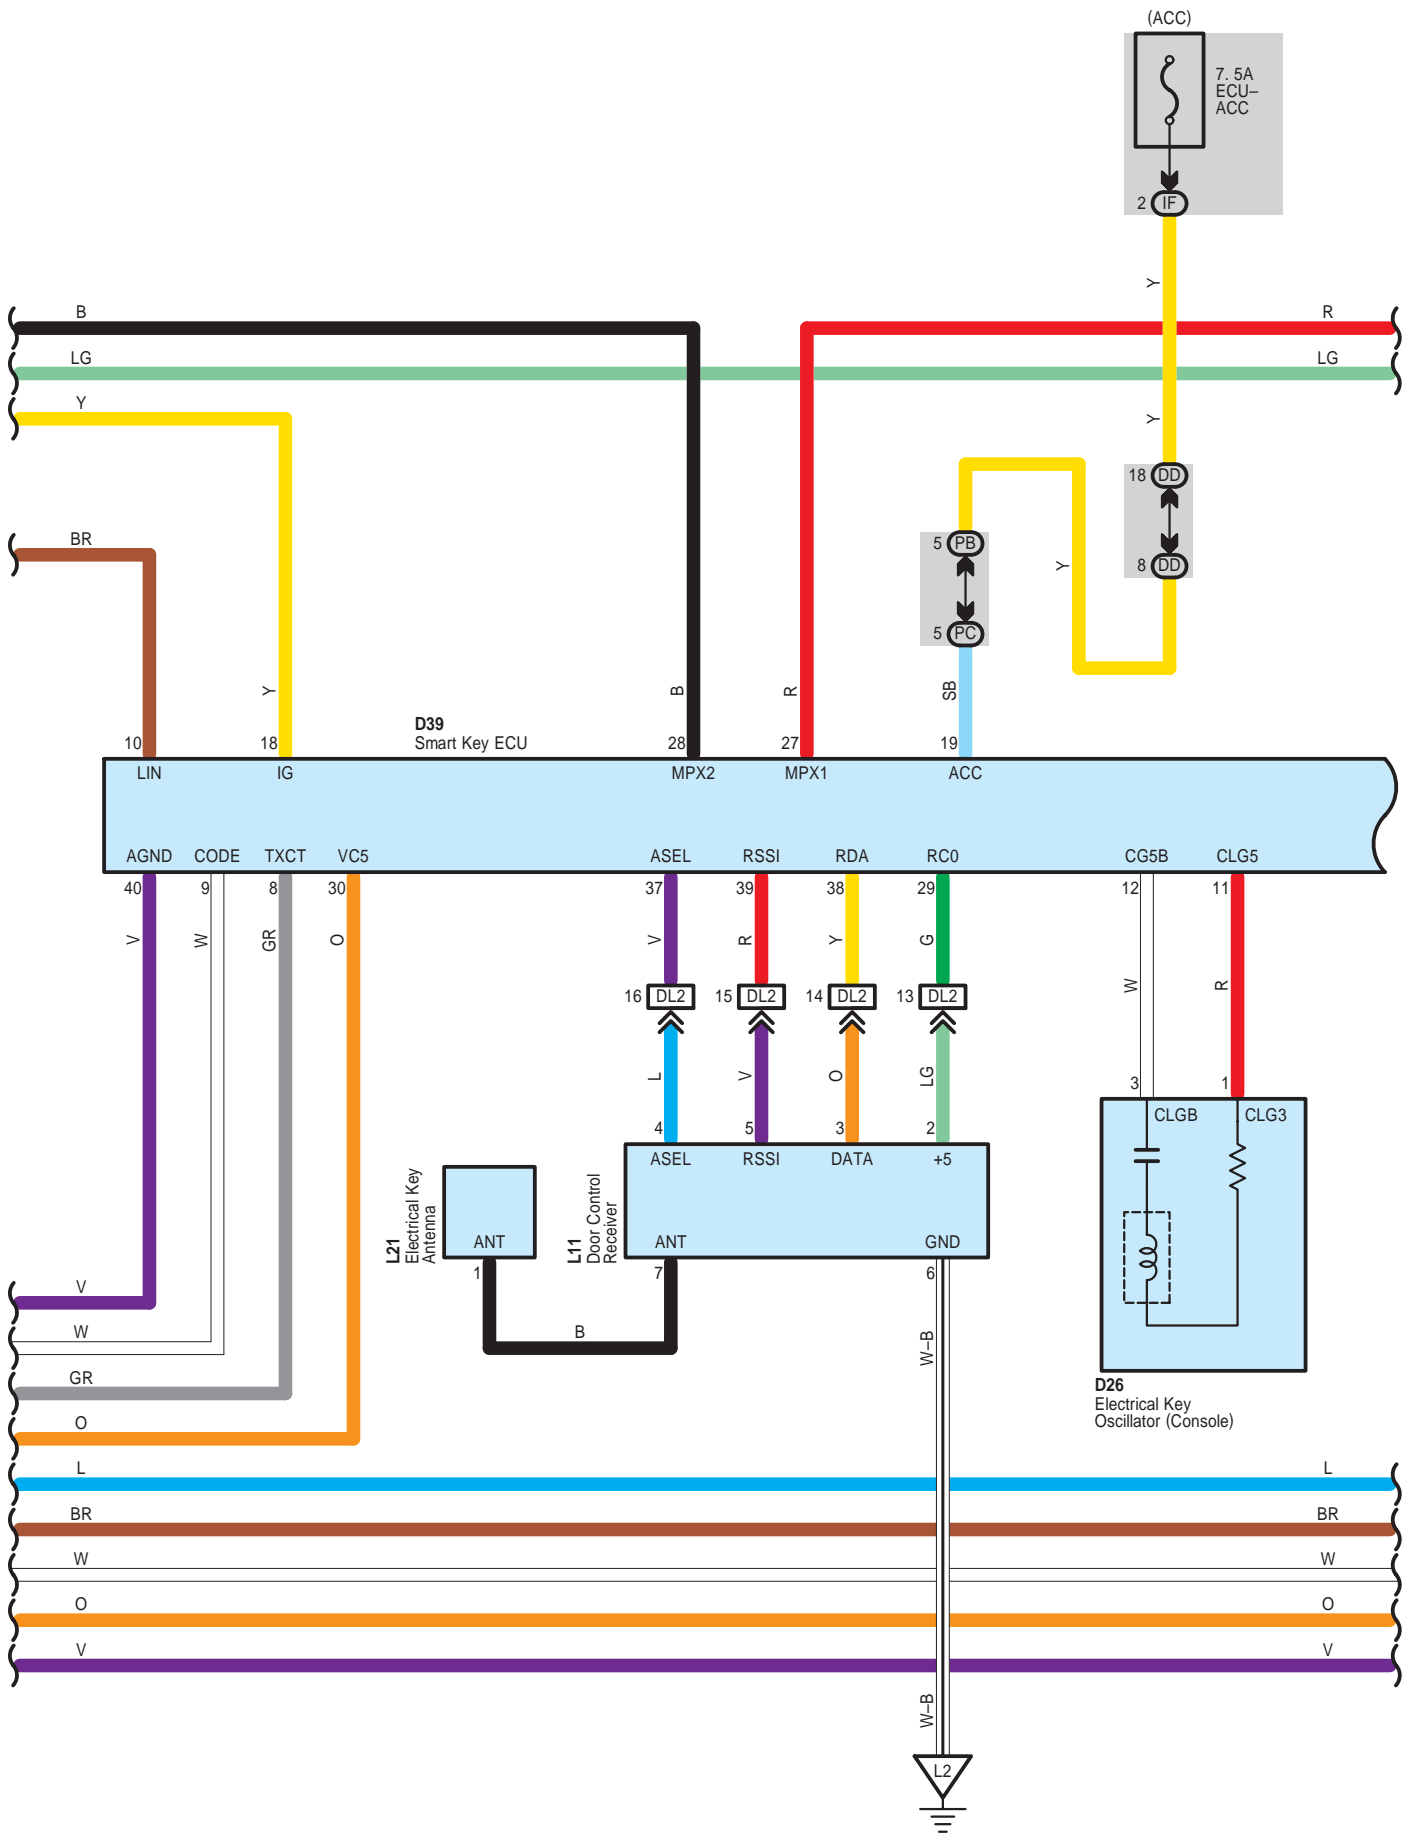 (ACC)
7. 5A
ECU–
ACC
2 IF
Y
B
R
LG
LG
Y
Y
18 DD
BR
5 PB
8 DD
Y
5 PC
Y
B
R
SB
D39
Smart Key ECU
10
18
28
27
19
LIN
IG
MPX2
MPX1
ACC
AGND
CODE
TXCT
VC5
ASEL
RSSI
RDA
RC0
CG5B
CLG5
40
9
8
30
37
39
38
29
12
11
V
W
GR
O
V
R
Y
G
W
R
16 DL2
15 DL2
14 DL2
13 DL2
L
V
O
LG
3
1
CLGB
CLG3
4
5
3
2
ASEL
RSSI
DATA
+5
L21
Electrical Key
Antenna
ANT
L11
Door Control
Receiver
ANT
GND
1
7
6
V
W
B
W–B
GR
D26
Electrical Key
Oscillator (Console)
O
L
L
BR
BR
W
W
O
O
V
V
W–B
L2